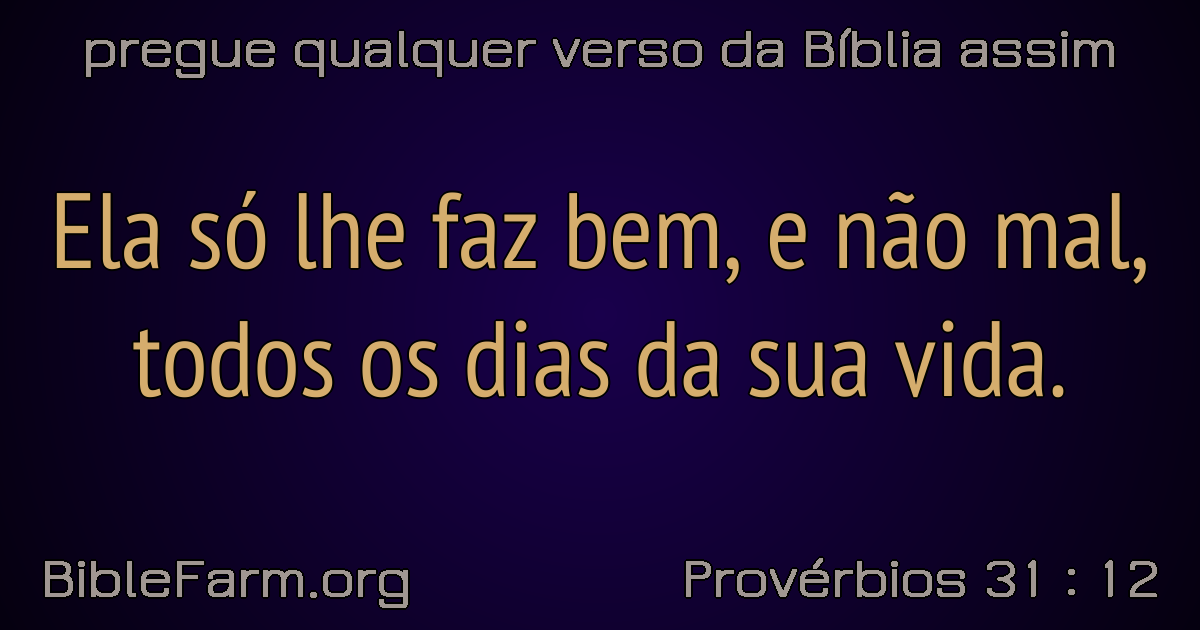 pregue qualquer verso da Bíblia assim
Ela só lhe faz bem, e não mal,
todos os dias da sua vida.
BibleFarm.org
Provérbios 31 : 12